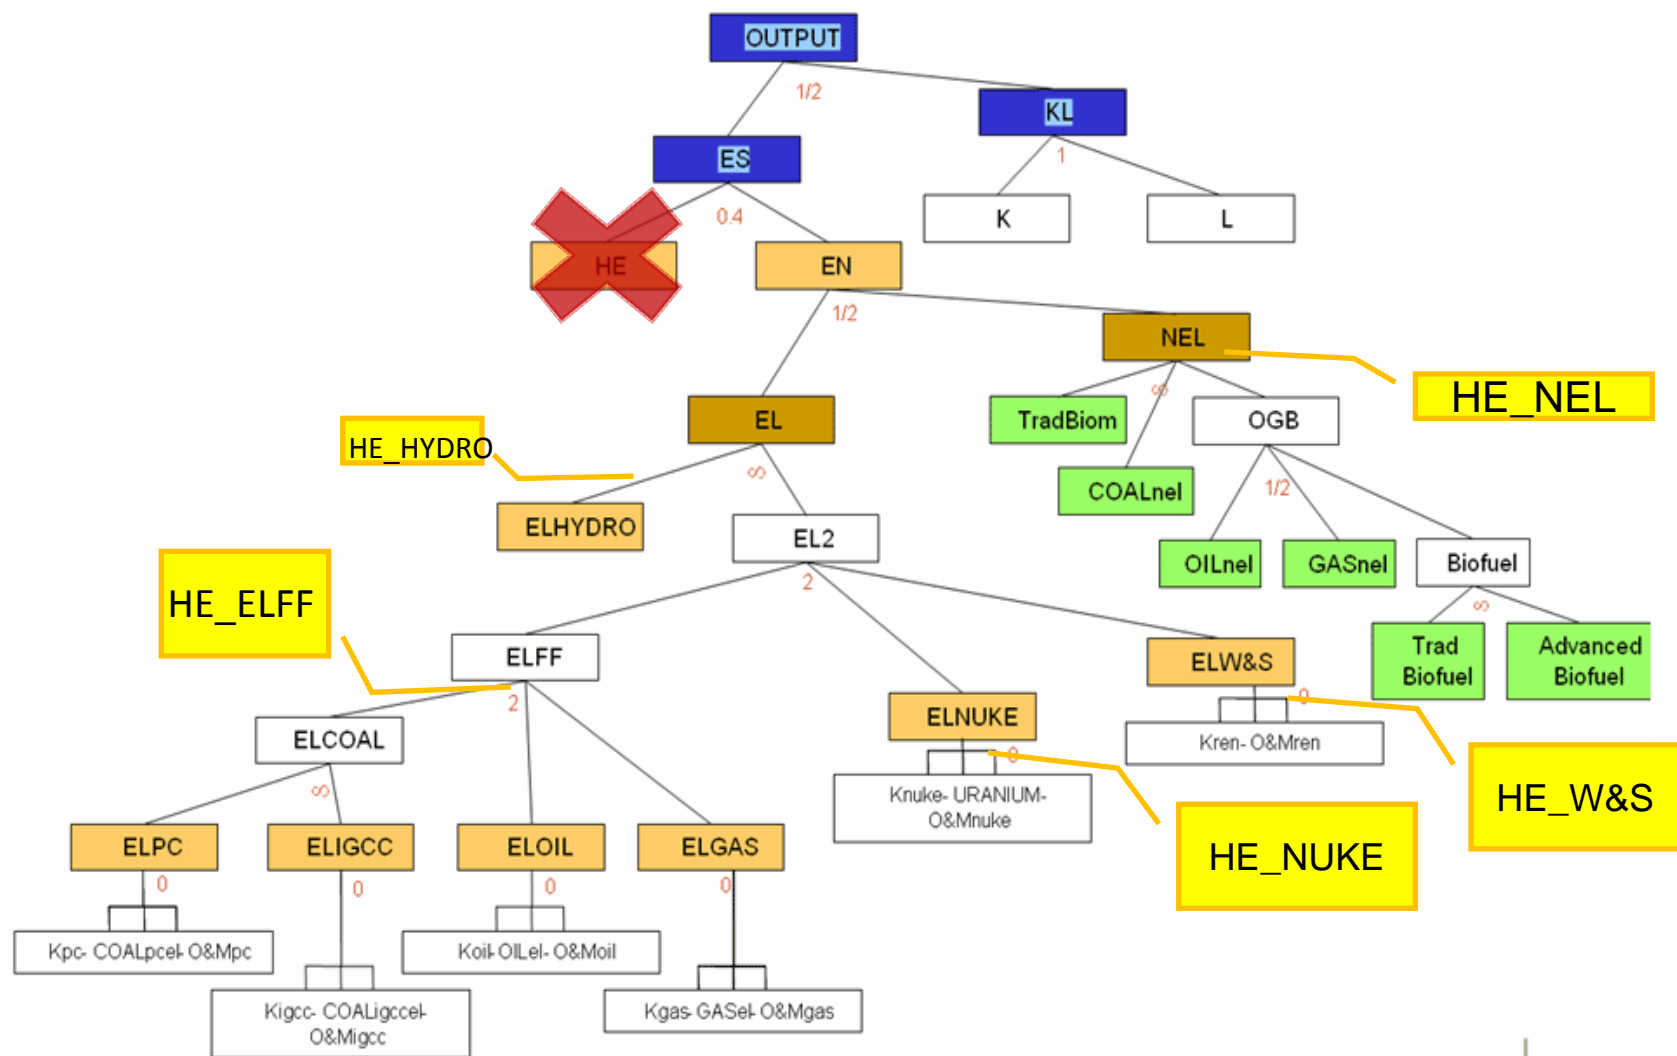 OUTPUT
1/2
KL
ES
1
0.4
K
L
HE
EN
1/2
NEL
HE_NEL
∞
TradBiom
OGB
EL
HE_HYDRO
∞
COALnel
1/2
ELHYDRO
EL2
OILnel
GASnel
Biofuel
2
∞
HE_ELFF
ELFF
ELW&S
Trad
Biofuel
Advanced
Biofuel
2
0
ELNUKE
ELCOAL
Kren- O&Mren
0
∞
Knuke- URANIUM-
O&Mnuke
HE_W&S
HE_NUKE
ELPC
ELIGCC
ELOIL
ELGAS
0
0
0
0
Kpc- COALpcel- O&Mpc
Koil- OILel- O&Moil
Kigcc- COALigccel-
O&Migcc
Kgas- GASel- O&Mgas